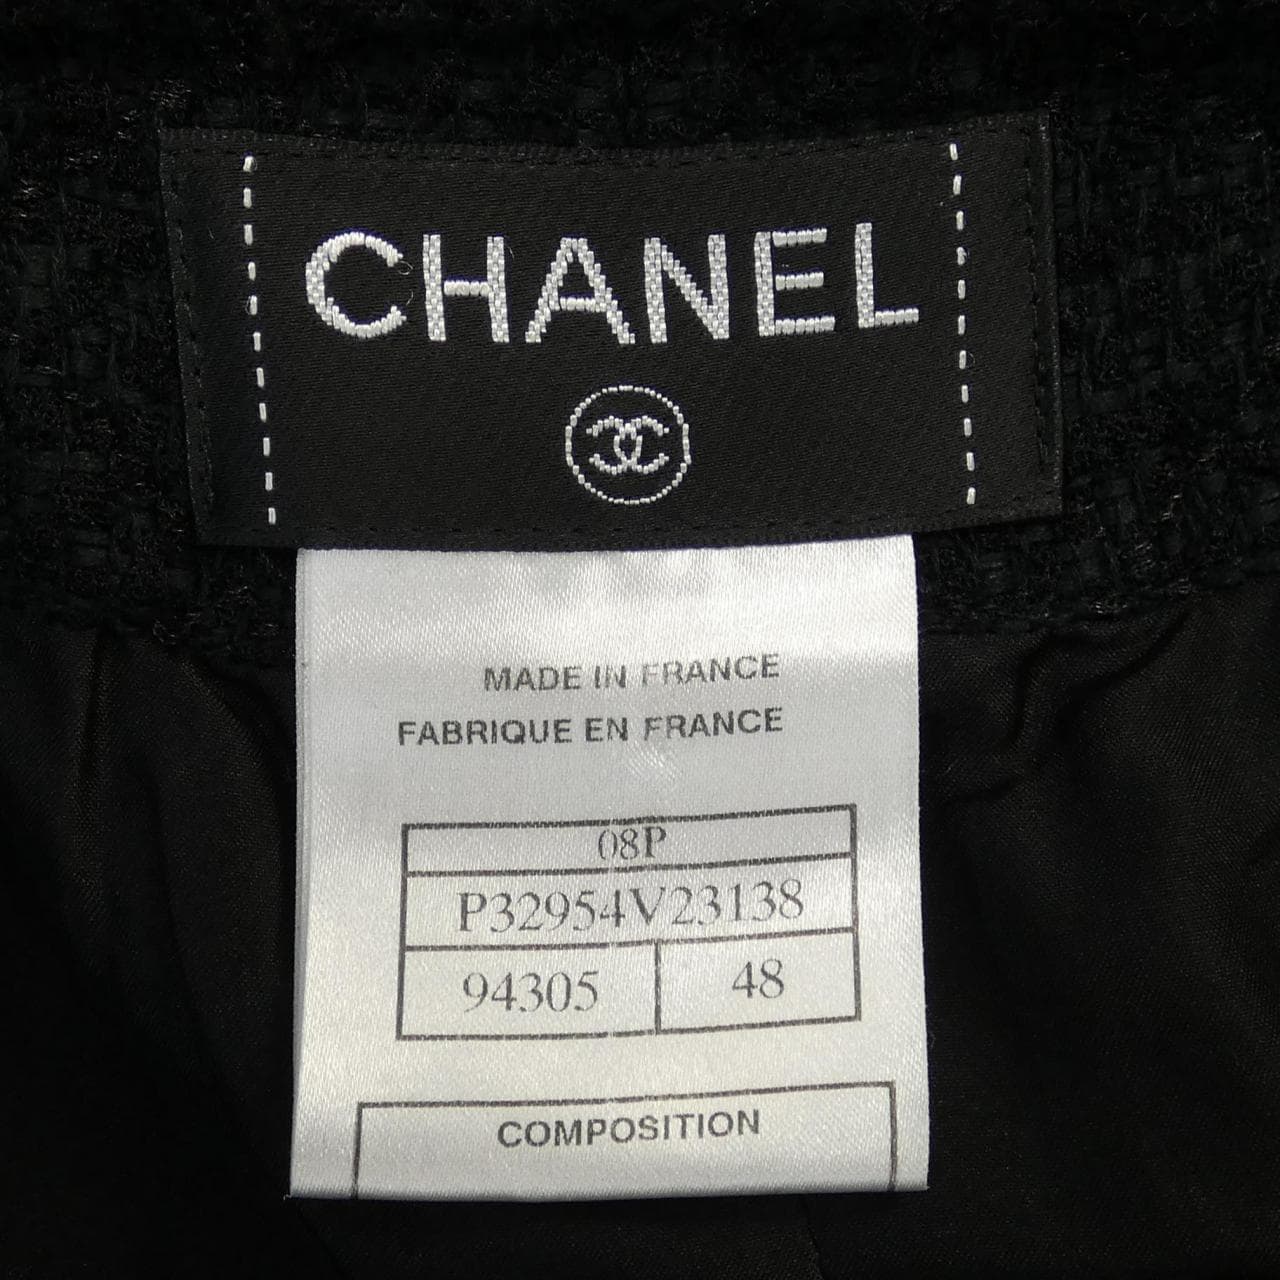 CHANEL
MADE IN FRANCE
FABRIQUE EN FRANCE
08P
P32954V23138
94305 48
COMPOSITION